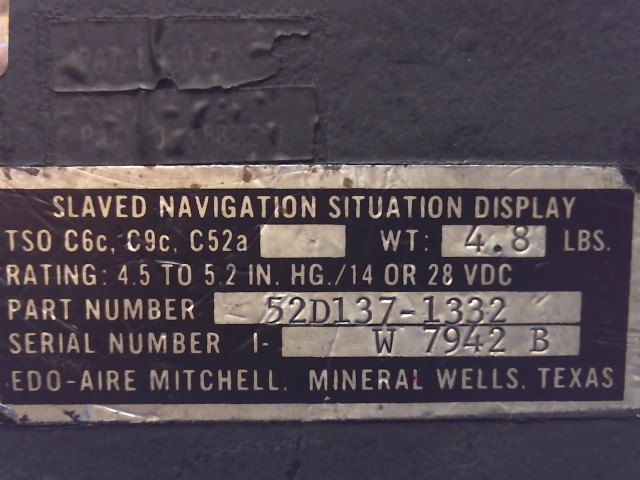 SLAVED NAVIGATION SITUATION DISPLAY
TSO C6c, C9c, C52a WT: 4.8 LBS.
RATING: 4.5 TO 5.2 IN. HG./14 OR 28 VDC
PART NUMBER 52D137-1332
SERIAL NUMBER I- W 7942 B
EDO-AIRE MITCHELL, MINERAL WELLS, TEXAS